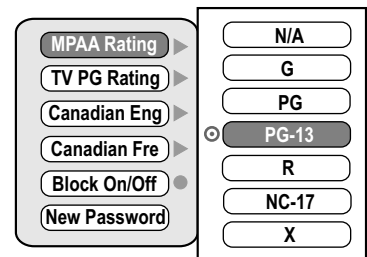 MPAA Rating
TV PG Rating
Canadian Eng
Canadian Fre
Block On/Off
New Password
N/A
G
PG
PG-13
R
NC-17
X